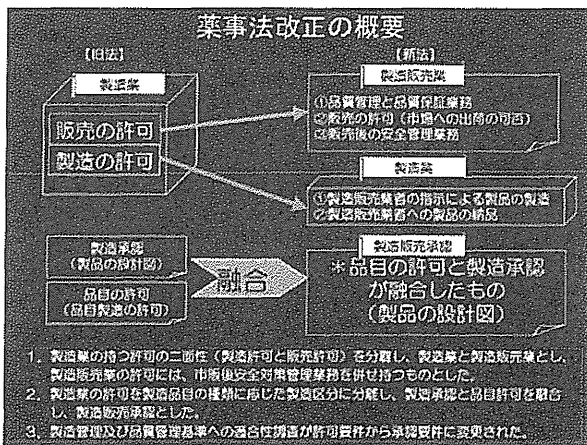 薬事法改正の概要
【旧法】
【新法】
製造業
販売の許可
製造の許可
製造販売業
①品質管理と品質保証業務
②販売の許可(市場への出荷の可否)
③販売後の安全管理業務
製造業
①製造販売業者の指示による製品の製造
②製造販売業者への製品の納品
製造承認
(製品の設計図)
品目の許可
(品目製造の許可)
融合
製造販売承認
*品目の許可と製造承認
が融合したもの
(製品の設計図)
1. 製造業の持つ許可の二面性(製造許可と販売許可)を分離し、製造業と製造販売業とし、
製造販売業の許可には、市販後安全対策管理業務を併せ持つものとした。
2. 製造業の許可を製造品目の種類に応じた製造区分に分離し、製造承認と品目許可を融合
し、製造販売承認とした。
3. 製造管理及び品質管理基準への適合性調査が許可要件から承認要件に変更された。